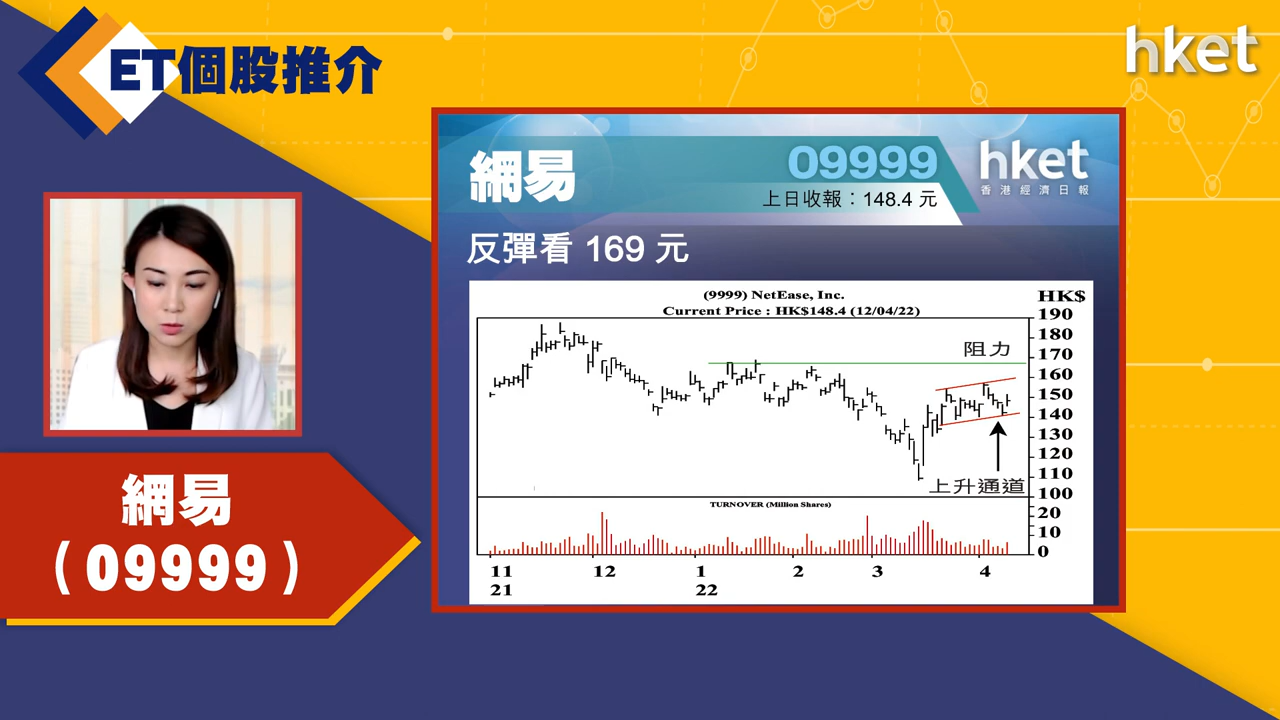 ET個股推介
hket
網易
09999
上日收報：148.4 元
hket
香港經濟日報
反彈看 169 元
(9999) NetEase, Inc.
Current Price : HK$148.4 (12/04/22)
HK$
190
180
170
160
150
140
130
120
110
100
阻力
上升通道
TURNOVER (Million Shares)
20
10
0
11 12 1 2 3 4
21 22
網易
（09999）